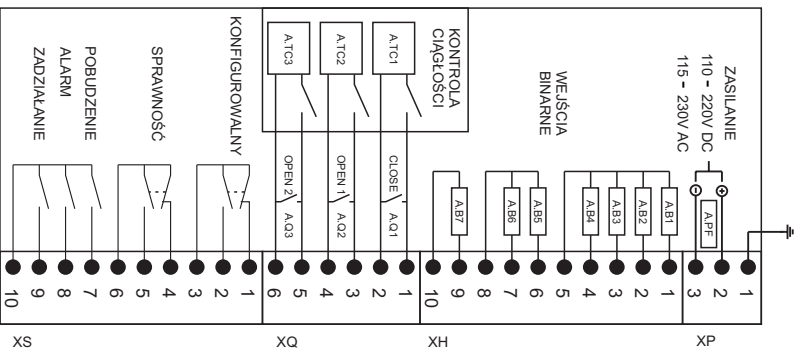 ZASILANIE
110 - 220V DC
115 - 230V AC
A.PF
WEJŚCIA
BINARNE
A.B1
A.B2
A.B3
A.B4
A.B5
A.B6
A.B7
KONTROLA
CIĄGŁOŚCI
A.TC1
A.TC2
A.TC3
CLOSE
A.Q1
OPEN 1
A.Q2
OPEN 2
A.Q3
KONFIGUROWALNY
SPRAWNOŚĆ
POBUDZENIE
ALARM
ZADZIAŁANIE
1
2
3
XP
1
2
3
4
5
6
7
8
9
10
XH
1
2
3
4
5
6
XQ
1
2
3
4
5
6
7
8
9
10
XS